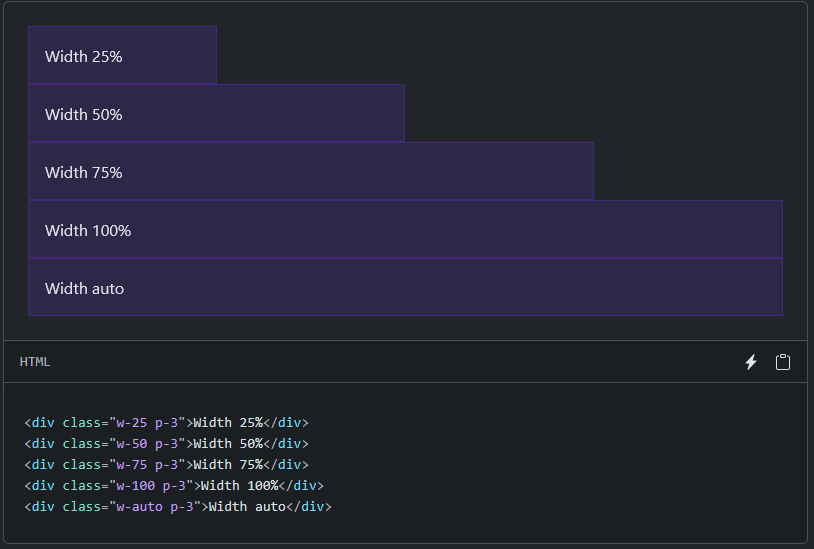 Width 25%
Width 50%
Width 75%
Width 100%
Width auto
HTML
<div class="w-25 p-3">Width 25%</div>
<div class="w-50 p-3">Width 50%</div>
<div class="w-75 p-3">Width 75%</div>
<div class="w-100 p-3">Width 100%</div>
<div class="w-auto p-3">Width auto</div>